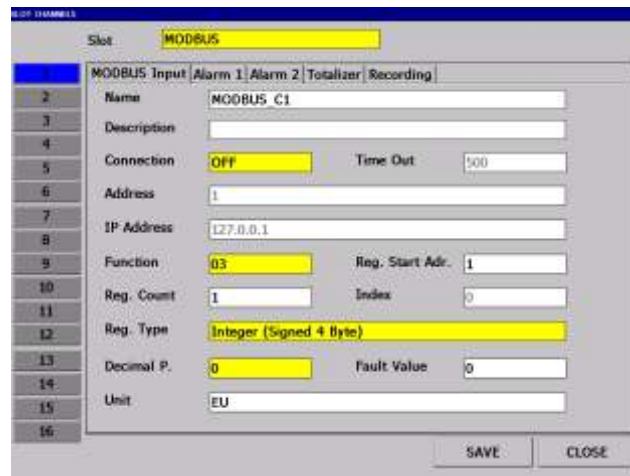 SLOT CHANNELS
Slot MODBUS
1
2
3
4
5
6
7
8
9
10
11
12
13
14
15
16
MODBUS Input Alarm 1 Alarm 2 Totalizer Recording
Name MODBUS_C1
Description
Connection OFF Time Out 500
Address 1
IP Address 127.0.0.1
Function 03 Reg. Start Adr. 1
Reg. Count 1 Index 0
Reg. Type Integer (Signed 4 Byte)
Decimal P. 0 Fault Value 0
Unit EU
SAVE CLOSE